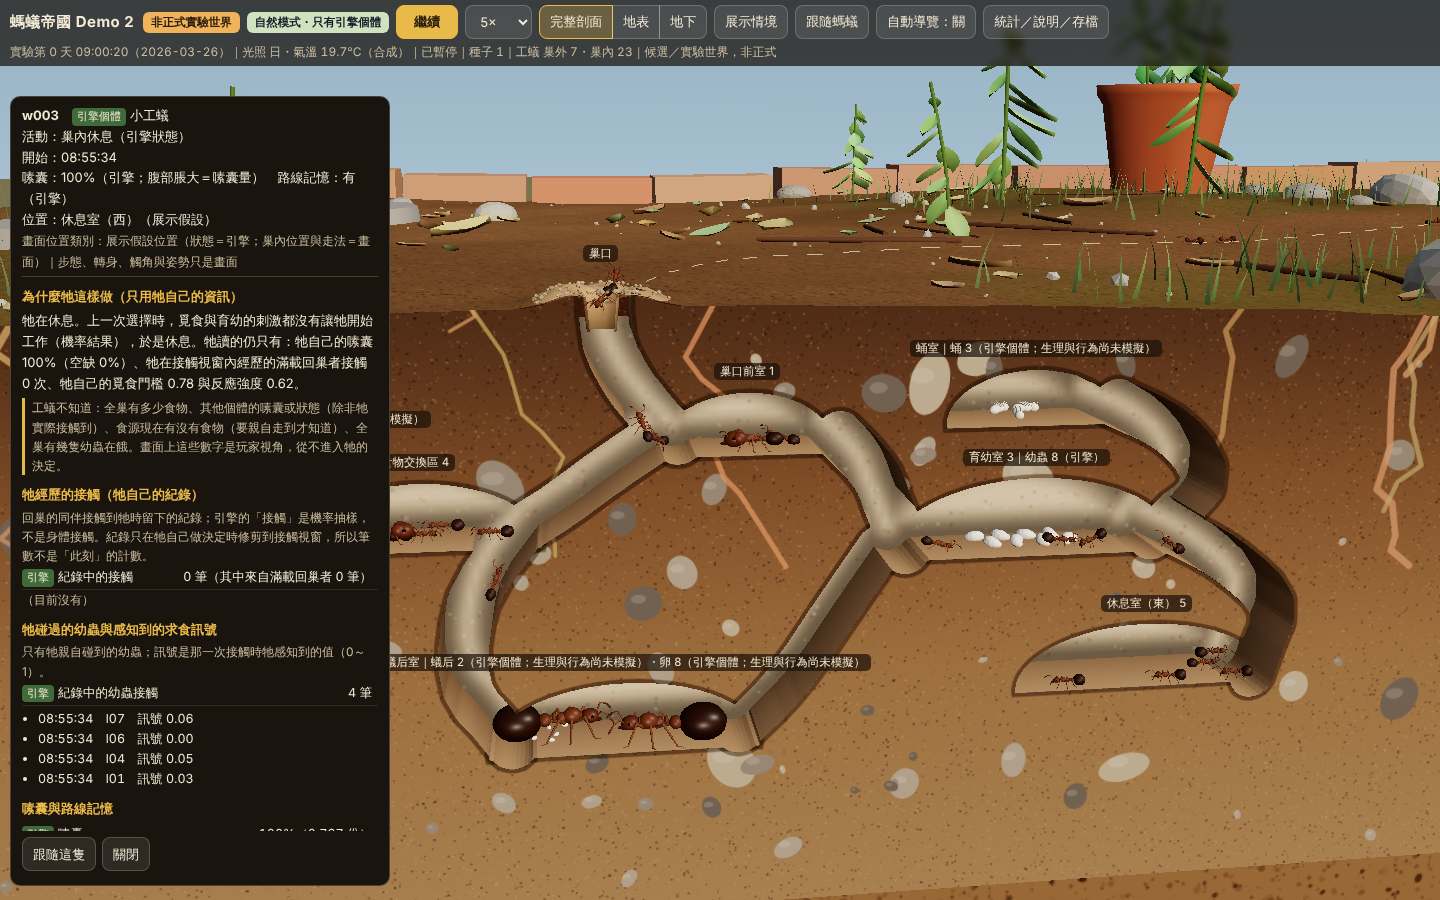 螞蟻帝國 Demo 2
非正式實驗世界
自然模式・只有引擎個體
繼續
5×
完整剖面
地表
地下
展示情境
跟隨螞蟻
自動導覽：關
統計／說明／存檔
實驗第 0 天 09:00:20（2026-03-26）｜光照 日・氣溫 19.7°C（合成）｜已暫停｜種子 1｜工蟻 巢外 7・巢內 23｜候選／實驗世界，非正式
w003 引擎個體 小工蟻
活動：巢內休息（引擎狀態）
開始：08:55:34
嗉囊：100%（引擎；腹部脹大＝嗉囊量） 路線記憶：有
（引擎）
位置：休息室（西）（展示假設）
畫面位置類別：展示假設位置（狀態＝引擎；巢內位置與走法＝畫
面）｜步態、轉身、觸角與姿勢只是畫面
為什麼牠這樣做（只用牠自己的資訊）
牠在休息。上一次選擇時，覓食與育幼的刺激都沒有讓牠開始
工作（機率結果），於是休息。牠讀的仍只有：牠自己的嗉囊
100%（空缺 0%）、牠在接觸視窗內經歷的滿載回巢者接觸
0 次、牠自己的覓食門檻 0.78 與反應強度 0.62。
工蟻不知道：全巢有多少食物、其他個體的嗉囊或狀態（除非牠
實際接觸到）、食源現在有沒有食物（要親自走到才知道）、全
巢有幾隻幼蟲在餓。畫面上這些數字是玩家視角，從不進入牠的
決定。
牠經歷的接觸（牠自己的紀錄）
回巢的同伴接觸到牠時留下的紀錄；引擎的「接觸」是機率抽樣，
不是身體接觸。紀錄只在牠自己做決定時修剪到接觸視窗，所以筆
數不是「此刻」的計數。
引擎 紀錄中的接觸 0 筆（其中來自滿載回巢者 0 筆）
（目前沒有）
牠碰過的幼蟲與感知到的求食訊號
只有牠親自碰到的幼蟲；訊號是那一次接觸時牠感知到的值（0～
1）。
引擎 紀錄中的幼蟲接觸 4 筆
• 08:55:34 l07 訊號 0.06
• 08:55:34 l06 訊號 0.00
• 08:55:34 l04 訊號 0.05
• 08:55:34 l01 訊號 0.03
嗉囊與路線記憶
跟隨這隻
關閉
巢口
巢口前室 1
蛹室｜蛹 3（引擎個體；生理與行為尚未模擬）
模擬）
物交換區 4
育幼室 3｜幼蟲 8（引擎）
休息室（東） 5
蟻后室｜蟻后 2（引擎個體；生理與行為尚未模擬）・卵 8（引擎個體；生理與行為尚未模擬）